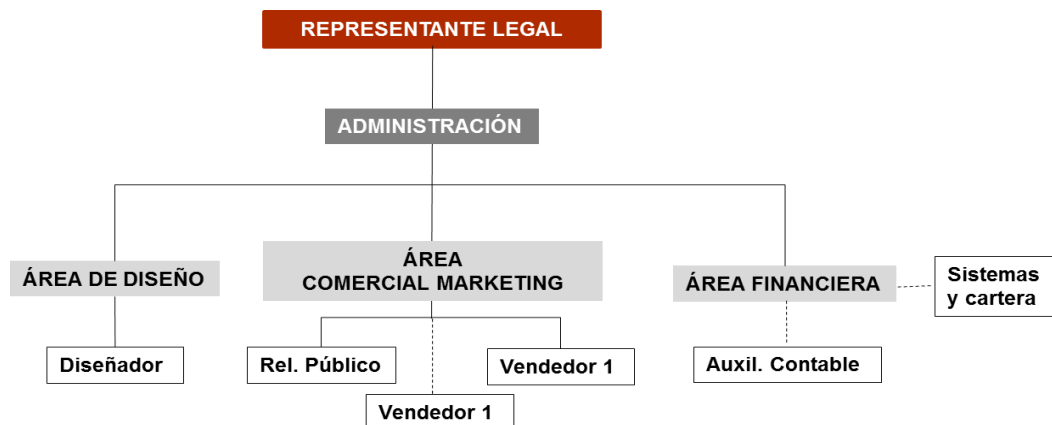 REPRESENTANTE LEGAL
ADMINISTRACIÓN
ÁREA DE DISEÑO
ÁREA
COMERCIAL MARKETING
ÁREA FINANCIERA
Sistemas
y cartera
Diseñador
Rel. Público
Vendedor 1
Auxil. Contable
Vendedor 1